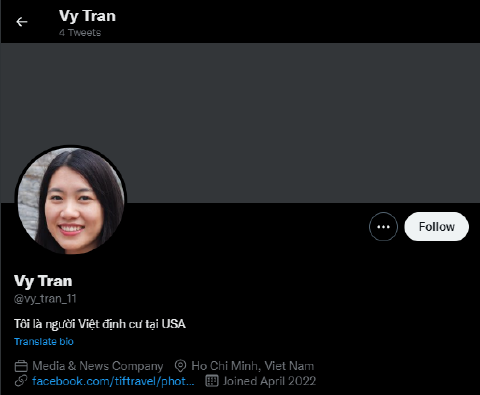 Vy Tran
4 Tweets
Follow
Vy Tran
@vy_tran_11
Tôi là người Việt định cư tại USA
Translate bio
Media & News Company Ho Chi Minh, Viet Nam
facebook.com/tiftravel/phot... Joined April 2022